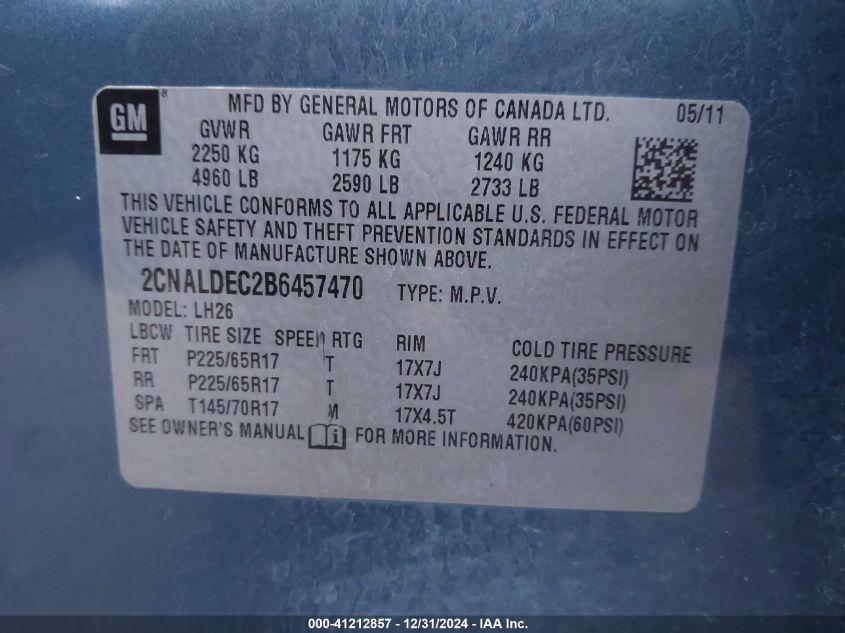 GM® MFD BY GENERAL MOTORS OF CANADA LTD. 05/11
GVWR GAWR FRT GAWR RR
2250 KG 1175 KG 1240 KG
4960 LB 2590 LB 2733 LB
THIS VEHICLE CONFORMS TO ALL APPLICABLE U.S. FEDERAL MOTOR
VEHICLE SAFETY AND THEFT PREVENTION STANDARDS IN EFFECT ON
THE DATE OF MANUFACTURE SHOWN ABOVE.
2CNALDEC2B6457470 TYPE: M.P.V.
MODEL: LH26
LBCW TIRE SIZE SPEED RTG RIM COLD TIRE PRESSURE
FRT P225/65R17 T 17X7J 240KPA(35PSI)
RR P225/65R17 T 17X7J 240KPA(35PSI)
SPA T145/70R17 M 17X4.5T 420KPA(60PSI)
SEE OWNER'S MANUAL i FOR MORE INFORMATION.
000-41212857 - 12/31/2024 - IAA Inc.